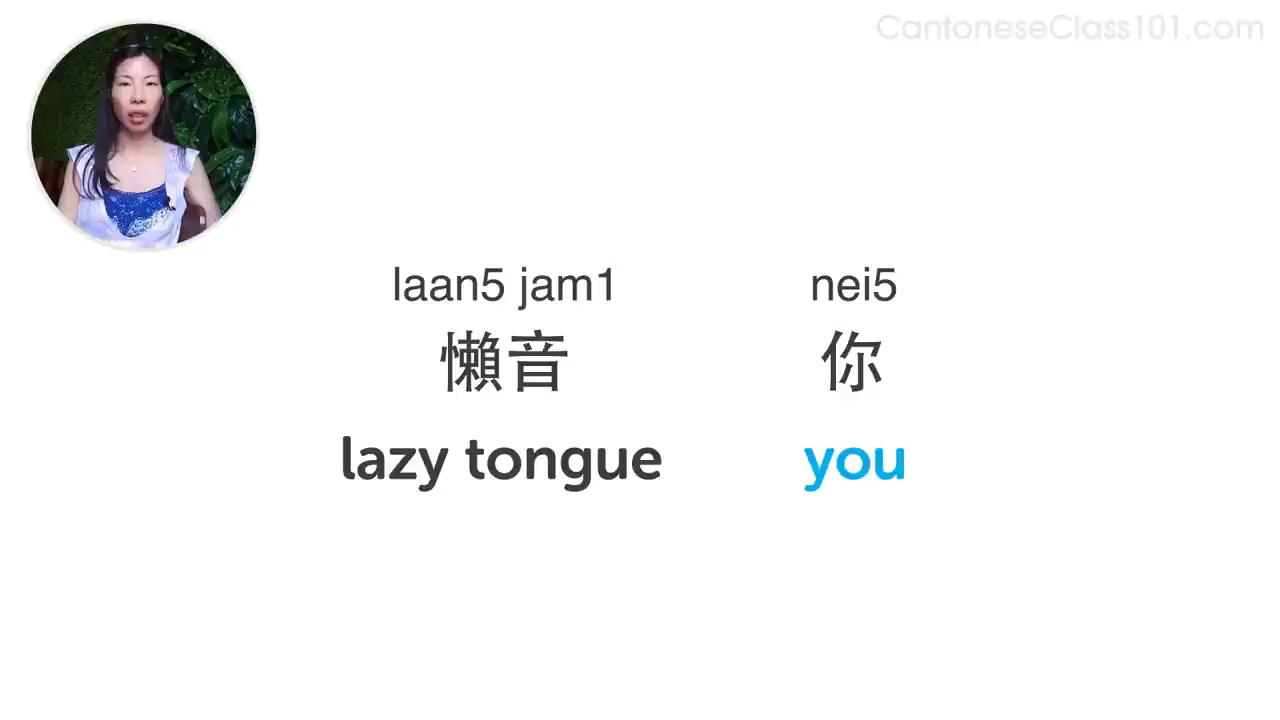 CantoneseClass101.com
laan5 jam1 nei5
懶音 你
lazy tongue you